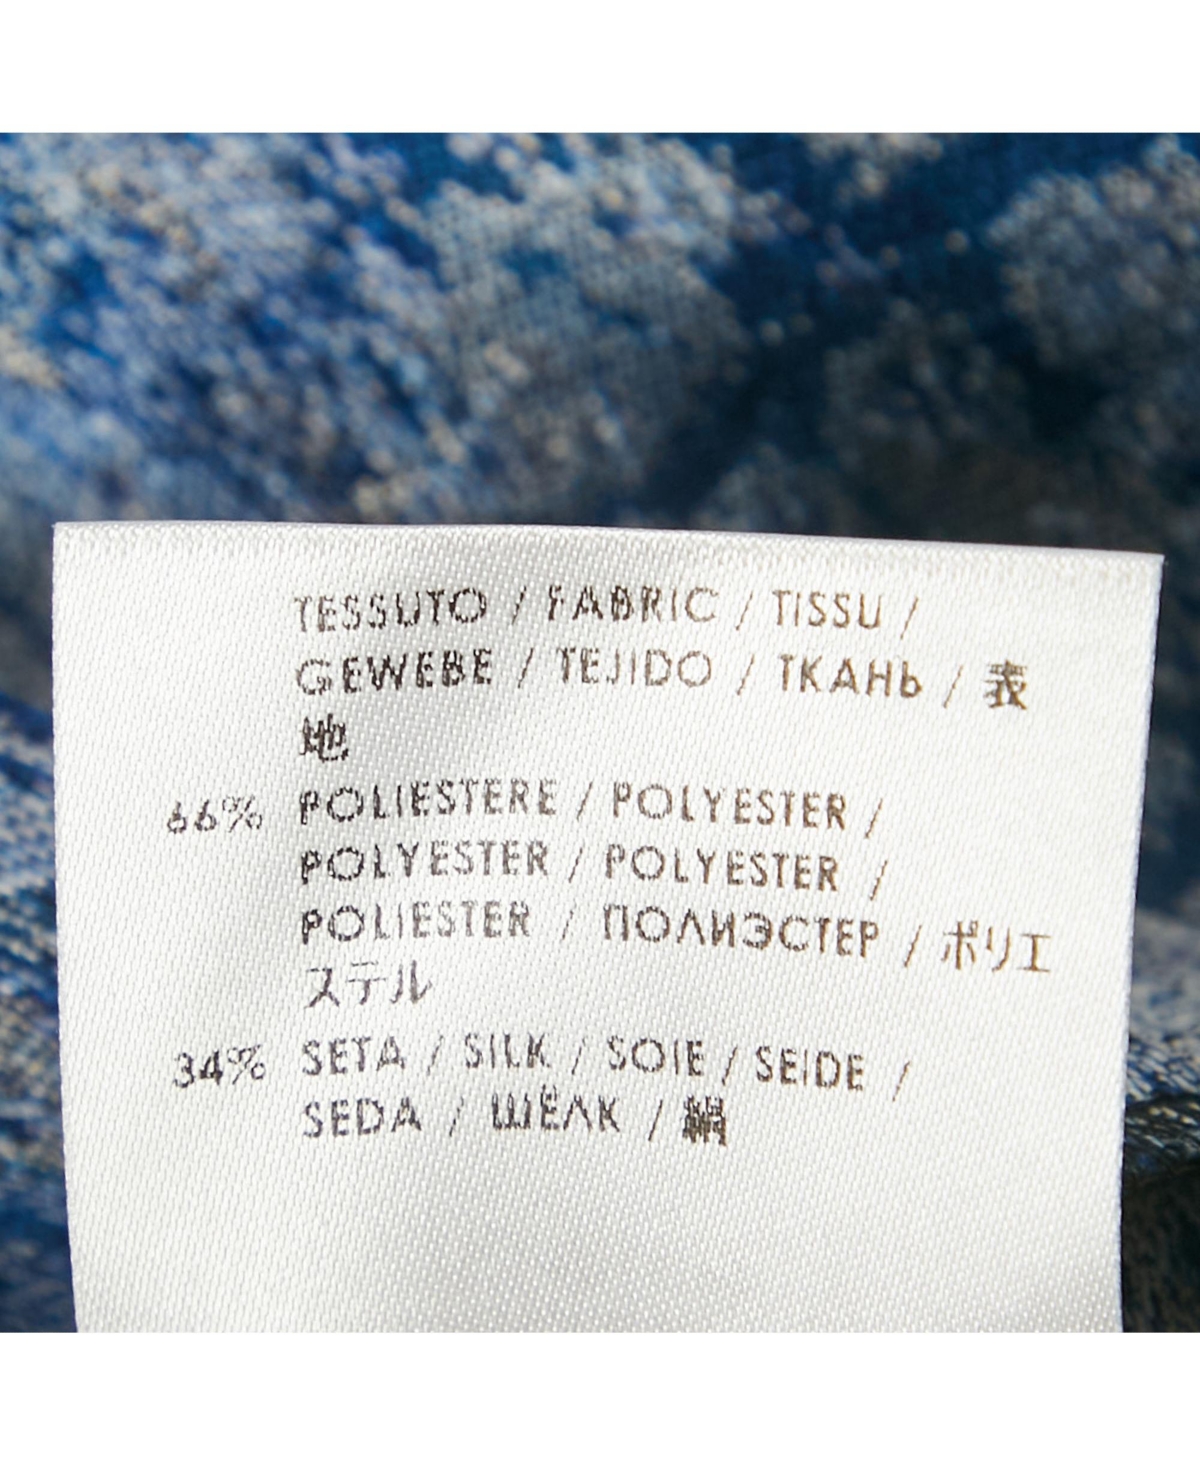 TESSUTO / FABRIC / TISSU /
GEWEBE / TEJIDO / ТКАНЬ / 表
地
66% POLIESTERE / POLYESTER /
POLYESTER / POLYESTER /
POLIESTER / ПОЛИЭСТЕР / ポリエ
ステル
34% SETA / SILK / SOIE / SEIDE /
SEDA / ШЁЛК / 絹